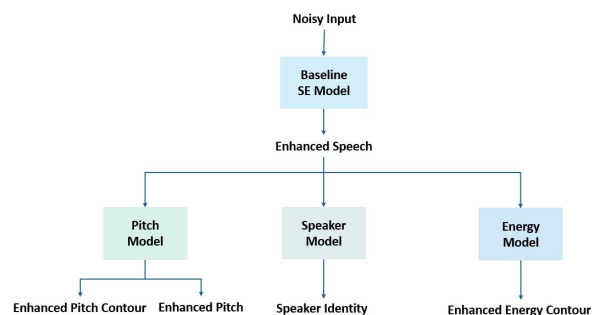 Noisy Input
Baseline
SE Model
Enhanced Speech
Pitch
Model
Speaker
Model
Energy
Model
Enhanced Pitch Contour
Enhanced Pitch
Speaker Identity
Enhanced Energy Contour